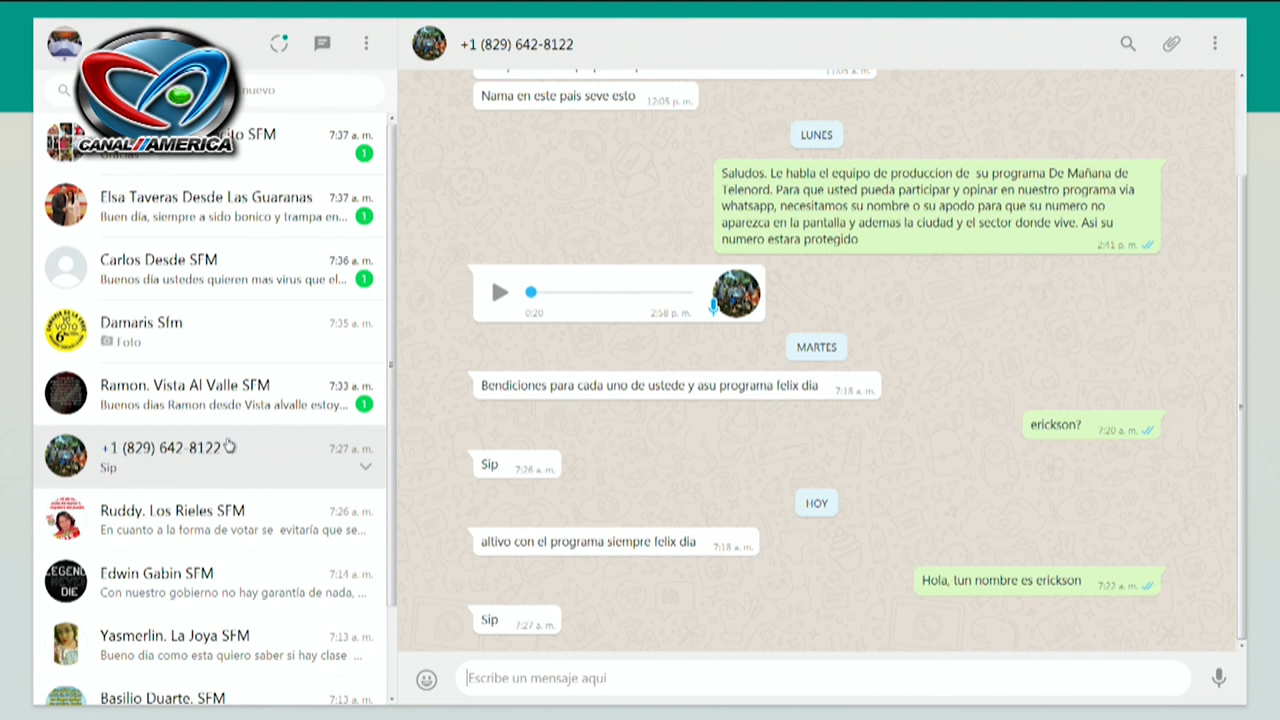 CANAL//AMERICA
nuevo
SFM
7:37 a. m.
1
Elsa Taveras Desde Las Guaranas
7:37 a. m.
Buen día, siempre a sido bonico y trampa en...
1
Carlos Desde SFM
7:36 a. m.
Buenos día ustedes quieren mas virus que el...
1
Damaris Sfm
7:35 a. m.
Foto
Ramon. Vista Al Valle SFM
7:33 a. m.
Buenos dias Ramon desde Vista alvalle estoy...
1
+1 (829) 642-8122
7:27 a. m.
Sip
Ruddy. Los Rieles SFM
7:26 a. m.
En cuanto a la forma de votar se evitaría que se...
LEGEND
NEVER
DIE
Edwin Gabin SFM
7:14 a. m.
Con nuestro gobierno no hay garantía de nada, ...
Yasmerlin. La Joya SFM
7:13 a. m.
Bueno dia como esta quiero saber si hay clase ...
Basilio Duarte. SFM
7:13 a. m.
+1 (829) 642-8122
11:05 a. m.
Nama en este pais seve esto
12:05 p. m.
LUNES
Saludos. Le habla el equipo de produccion de su programa De Mañana de
Telenord. Para que usted pueda participar y opinar en nuestro programa via
whatsapp, necesitamos su nombre o su apodo para que su numero no
aparezca en la pantalla y ademas la ciudad y el sector donde vive. Asi su
numero estara protegido
2:41 p. m.
0:20
2:58 p. m.
MARTES
Bendiciones para cada uno de ustede y asu programa felix dia
7:18 a. m.
erickson?
7:20 a. m.
Sip
7:26 a. m.
HOY
altivo con el programa siempre felix dia
7:18 a. m.
Hola, tun nombre es erickson
7:22 a. m.
Sip
7:27 a. m.
Escribe un mensaje aquí